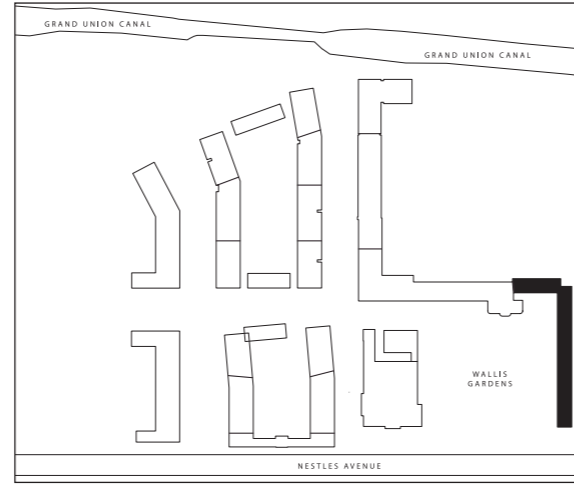 GRAND UNION CANAL
GRAND UNION CANAL
WALLIS
GARDENS
NESTLES AVENUE